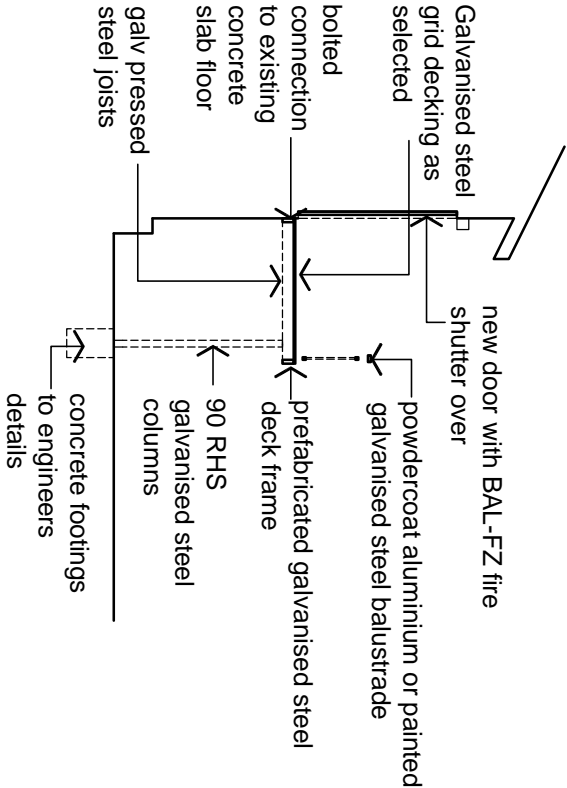 Galvanised steel
grid decking as
selected
bolted
connection
to existing
concrete
slab floor
galv pressed
steel joists
new door with BAL-FZ fire
shutter over
powdercoat aluminium or painted
galvanised steel balustrade
prefabricated galvanised steel
deck frame
90 RHS
galvanised steel
columns
concrete footings
to engineers
details